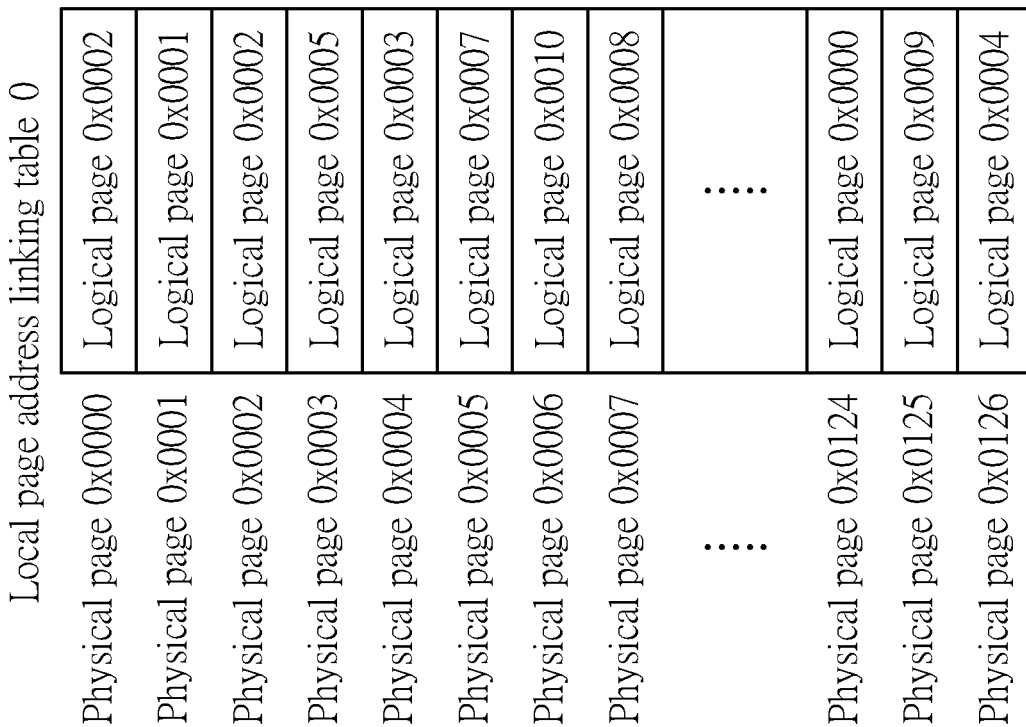 Local page address linking table 0
Physical page 0x0000 Logical page 0x0002
Physical page 0x0001 Logical page 0x0001
Physical page 0x0002 Logical page 0x0002
Physical page 0x0003 Logical page 0x0005
Physical page 0x0004 Logical page 0x0003
Physical page 0x0005 Logical page 0x0007
Physical page 0x0006 Logical page 0x0010
Physical page 0x0007 Logical page 0x0008
..... .....
Physical page 0x0124 Logical page 0x0000
Physical page 0x0125 Logical page 0x0009
Physical page 0x0126 Logical page 0x0004